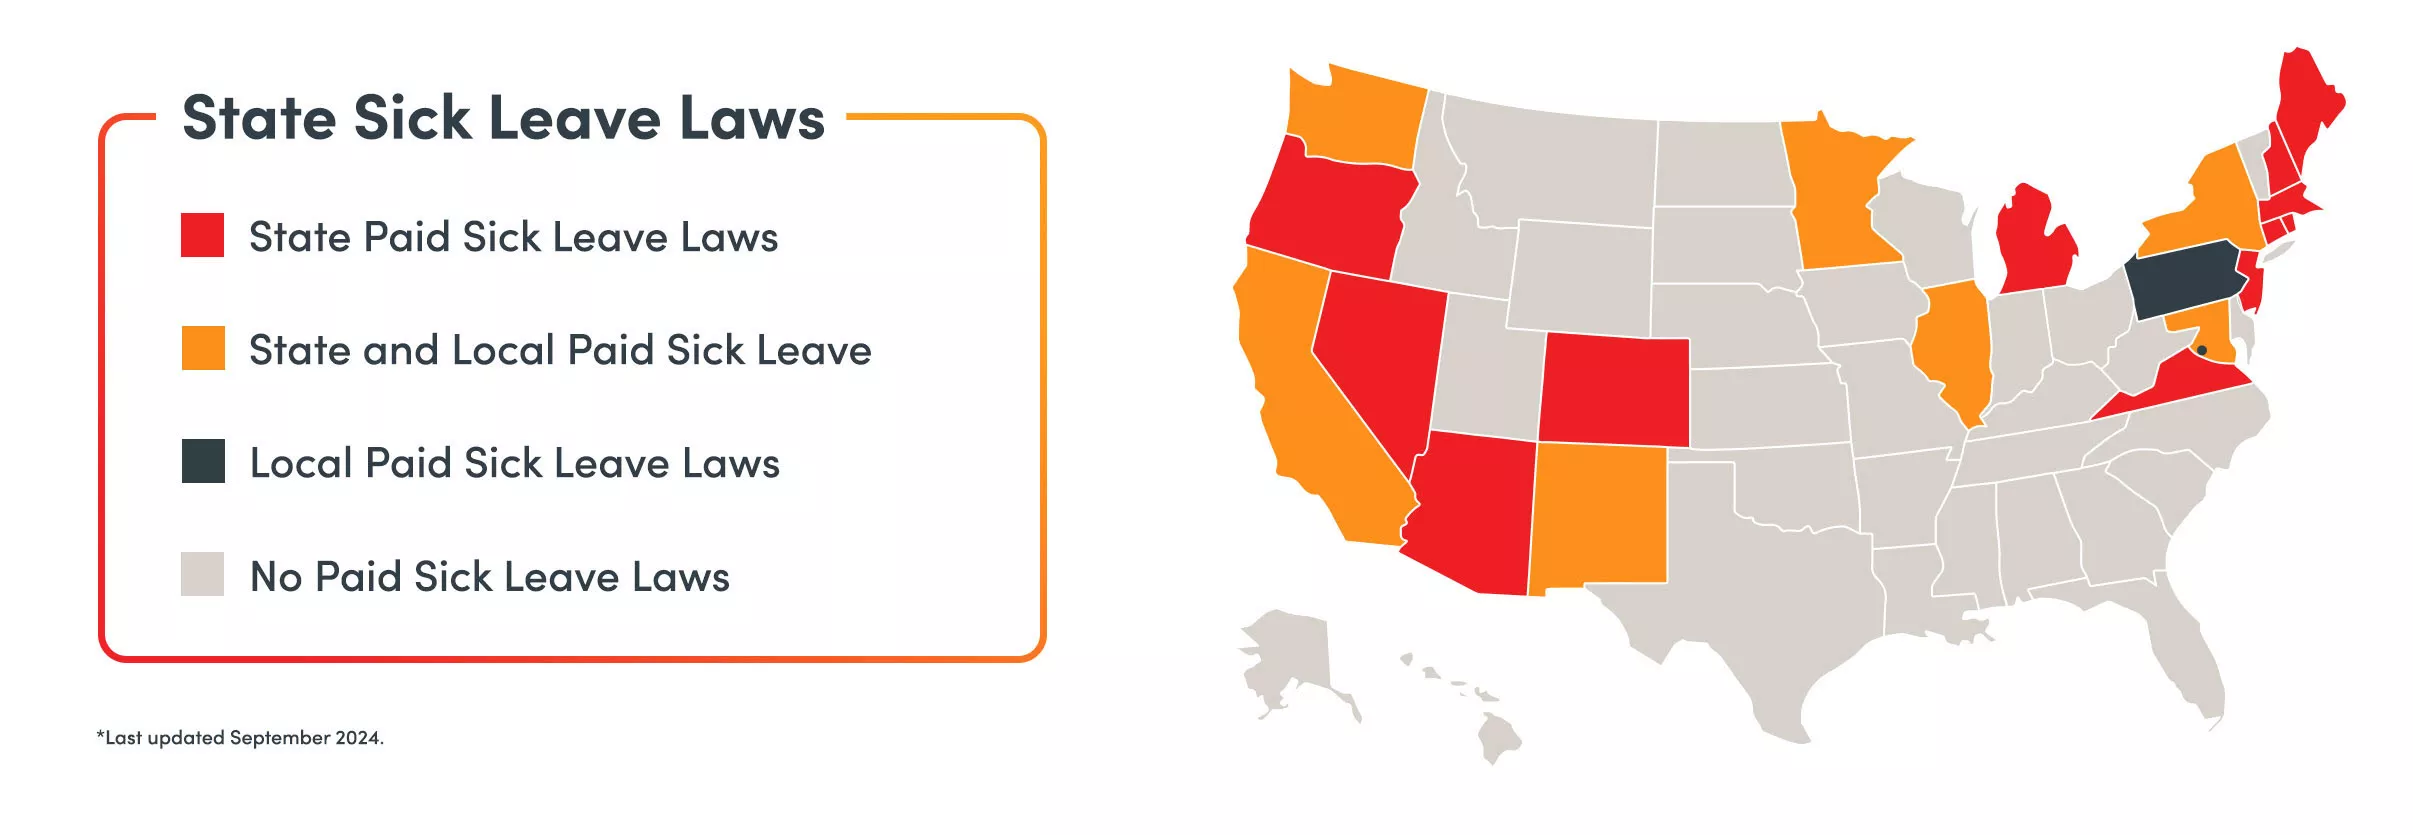 State Sick Leave Laws
State Paid Sick Leave Laws
State and Local Paid Sick Leave
Local Paid Sick Leave Laws
No Paid Sick Leave Laws
*Last updated September 2024.